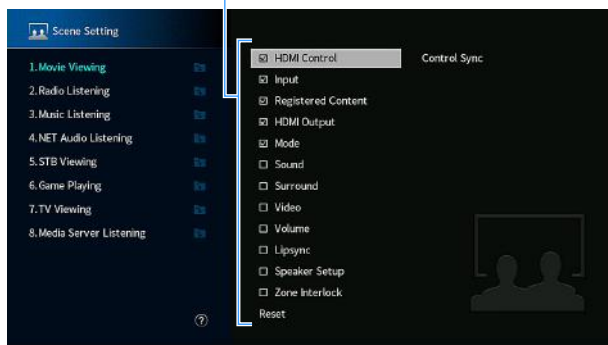 Scene Setting
1.Movie Viewing
2.Radio Listening
3.Music Listening
4.NET Audio Listening
5.STB Viewing
6.Game Playing
7.TV Viewing
8.Media Server Listening
?
HDMI Control
Control Sync
Input
Registered Content
HDMI Output
Mode
Sound
Surround
Video
Volume
Lipsync
Speaker Setup
Zone Interlock
Reset